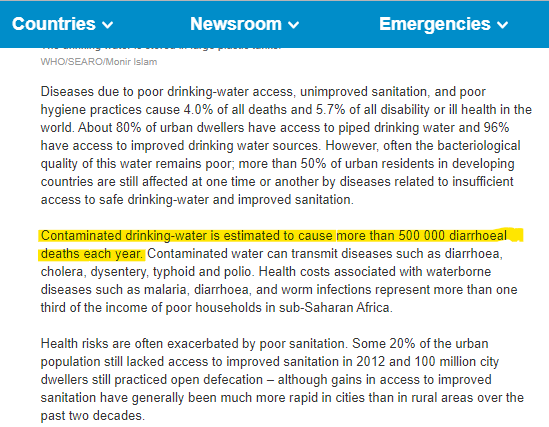 Countries Newsroom Emergencies
The drinking water is stored in large plastic tanks.
WHO/SEARO/Monir Islam
Diseases due to poor drinking-water access, unimproved sanitation, and poor
hygiene practices cause 4.0% of all deaths and 5.7% of all disability or ill health in the
world. About 80% of urban dwellers have access to piped drinking water and 96%
have access to improved drinking water sources. However, often the bacteriological
quality of this water remains poor; more than 50% of urban residents in developing
countries are still affected at one time or another by diseases related to insufficient
access to safe drinking-water and improved sanitation.
Contaminated drinking-water is estimated to cause more than 500 000 diarrhoeal
deaths each year. Contaminated water can transmit diseases such as diarrhoea,
cholera, dysentery, typhoid and polio. Health costs associated with waterborne
diseases such as malaria, diarrhoea, and worm infections represent more than one
third of the income of poor households in sub-Saharan Africa.
Health risks are often exacerbated by poor sanitation. Some 20% of the urban
population still lacked access to improved sanitation in 2012 and 100 million city
dwellers still practiced open defecation – although gains in access to improved
sanitation have generally been much more rapid in cities than in rural areas over the
past two decades.